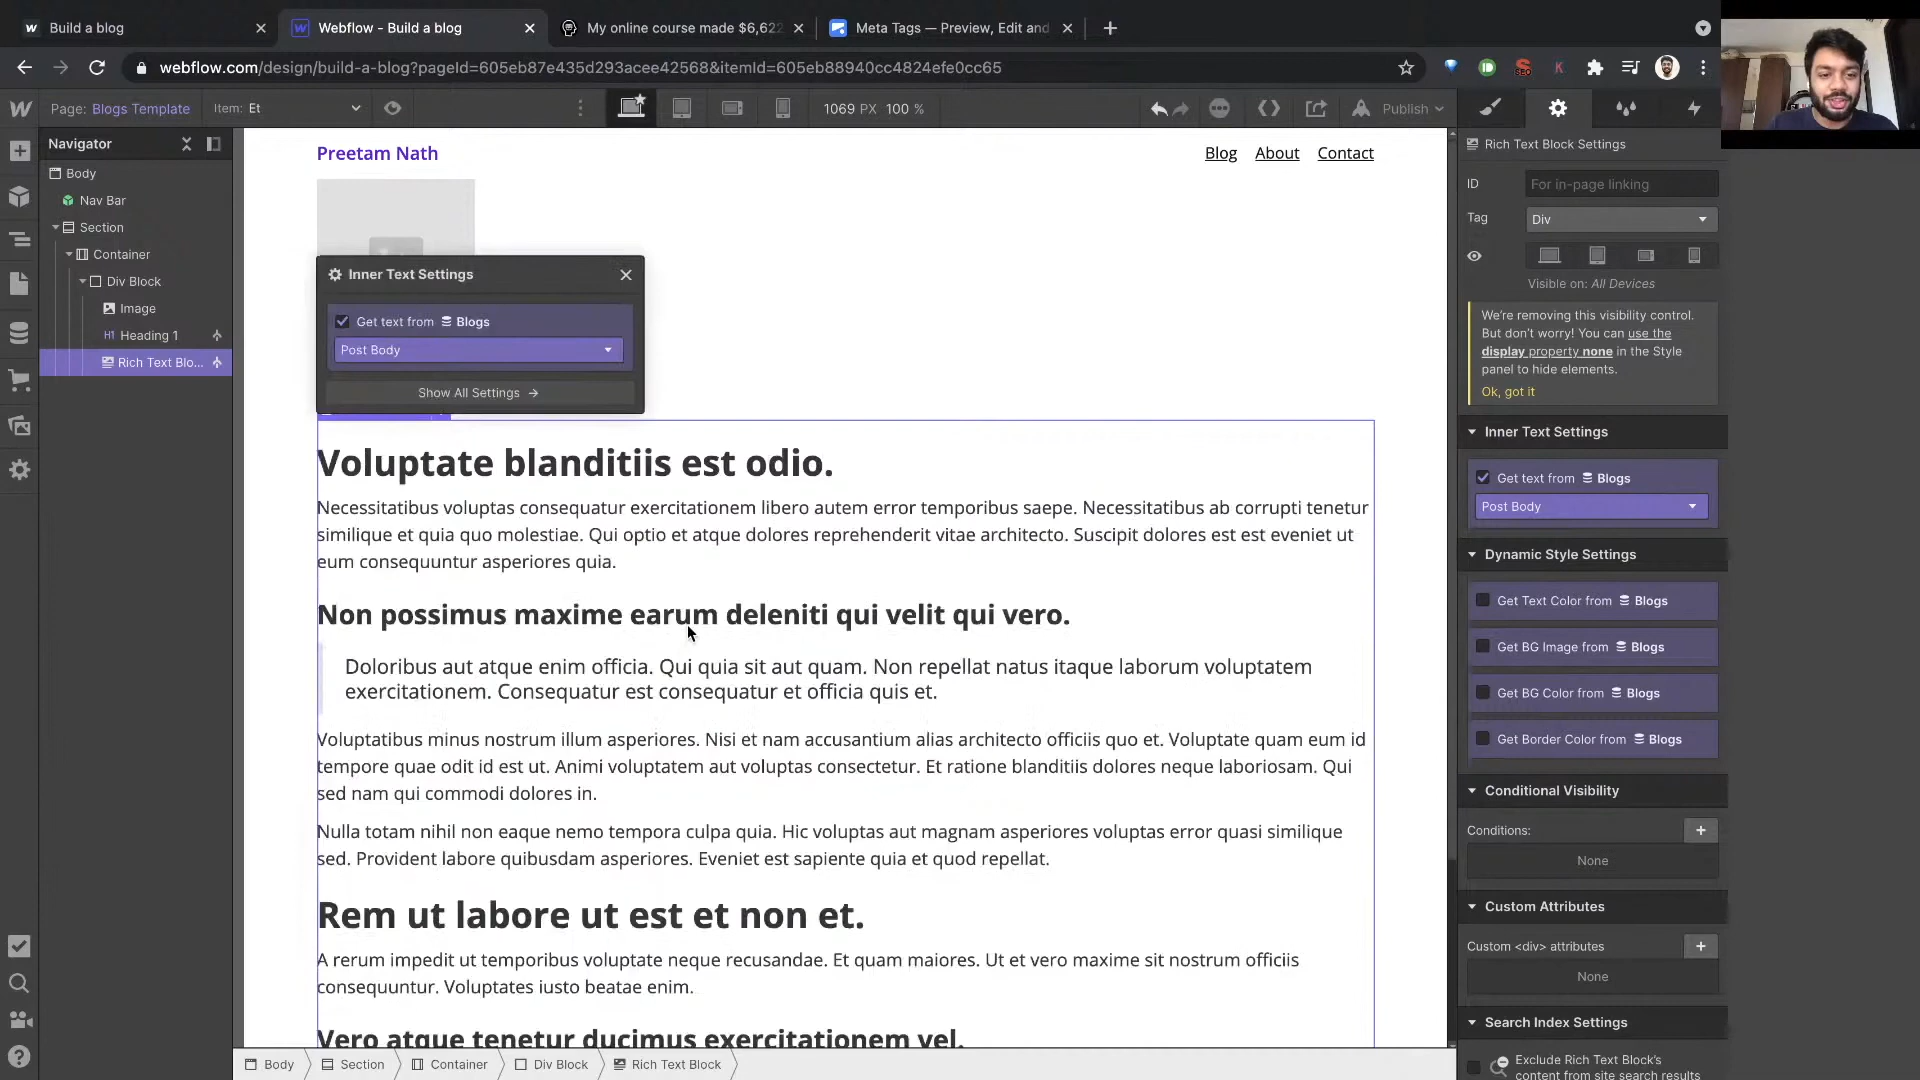 Build a blog
Webflow - Build a blog
My online course made $6,622
Meta Tags — Preview, Edit and
webflow.com/design/build-a-blog?pageId=605eb87e435d293acee42568&itemId=605eb88940cc4824efe0cc65
Page: Blogs Template
Item: Et
1069 PX 100 %
Publish
Navigator
Body
Nav Bar
Section
Container
Div Block
Image
H1 Heading 1
Rich Text Blo...
Preetam Nath
Blog About Contact
Inner Text Settings
Get text from Blogs
Post Body
Show All Settings
Voluptate blanditiis est odio.
Necessitatibus voluptas consequatur exercitationem libero autem error temporibus saepe. Necessitatibus ab corrupti tenetur
similique et quia quo molestiae. Qui optio et atque dolores reprehenderit vitae architecto. Suscipit dolores est est eveniet ut
eum consequuntur asperiores quia.
Non possimus maxime earum deleniti qui velit qui vero.
Doloribus aut atque enim officia. Qui quia sit aut quam. Non repellat natus itaque laborum voluptatem
exercitationem. Consequatur est consequatur et officia quis et.
Voluptatibus minus nostrum illum asperiores. Nisi et nam accusantium alias architecto officiis quo et. Voluptate quam eum id
tempore quae odit id est ut. Animi voluptatem aut voluptas consectetur. Et ratione blanditiis dolores neque laboriosam. Qui
sed nam qui commodi dolores in.
Nulla totam nihil non eaque nemo tempora culpa quia. Hic voluptas aut magnam asperiores voluptas error quasi similique
sed. Provident labore quibusdam asperiores. Eveniet est sapiente quia et quod repellat.
Rem ut labore ut est et non et.
A rerum impedit ut temporibus voluptate neque recusandae. Et quam maiores. Ut et vero maxime sit nostrum officiis
consequuntur. Voluptates iusto beatae enim.
Vero atque tenetur ducimus exercitationem vel.
Body
Section
Container
Div Block
Rich Text Block
Rich Text Block Settings
ID For in-page linking
Tag Div
Visible on: All Devices
We're removing this visibility control.
But don't worry! You can use the
display property none in the Style
panel to hide elements.
Ok, got it
Inner Text Settings
Get text from Blogs
Post Body
Dynamic Style Settings
Get Text Color from Blogs
Get BG Image from Blogs
Get BG Color from Blogs
Get Border Color from Blogs
Conditional Visibility
Conditions:
None
Custom Attributes
Custom <div> attributes
None
Search Index Settings
Exclude Rich Text Block's
content from site search results